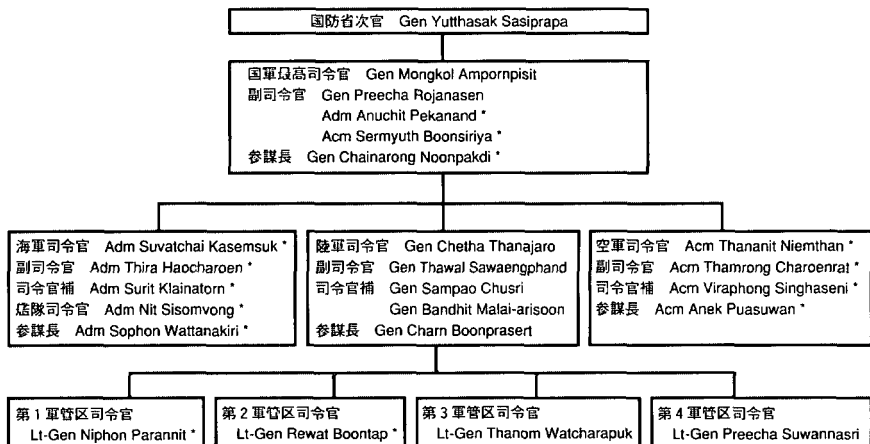 国防省次官 Gen Yutthasak Sasiprapa
国軍最高司令官 Gen Mongkol Ampornpisit
副司令官 Gen Preecha Rojanasen
Adm Anuchit Pekanand *
Acm Sermyuth Boonsiriya *
参謀長 Gen Chainarong Noonpakdi *
海軍司令官 Adm Suvatchai Kasemsuk *
副司令官 Adm Thira Haocharoen *
司令官補 Adm Surit Klainatorn *
艦隊司令官 Adm Nit Sisomvong *
参謀長 Adm Sophon Wattanakiri *
陸軍司令官 Gen Chetha Thanajaro
副司令官 Gen Thawal Sawaengphand
司令官補 Gen Sampao Chusri
Gen Bandhit Malai-arisoon
参謀長 Gen Charn Boonprasert
空軍司令官 Acm Thananit Niemthan *
副司令官 Acm Thamrong Charoenrat *
司令官補 Acm Viraphong Singhaseni *
参謀長 Acm Anek Puasuwan *
第1軍管区司令官
Lt-Gen Niphon Parannit *
第2軍管区司令官
Lt-Gen Rewat Boontap *
第3軍管区司令官
Lt-Gen Thanom Watcharapuk
第4軍管区司令官
Lt-Gen Preecha Suwannasri